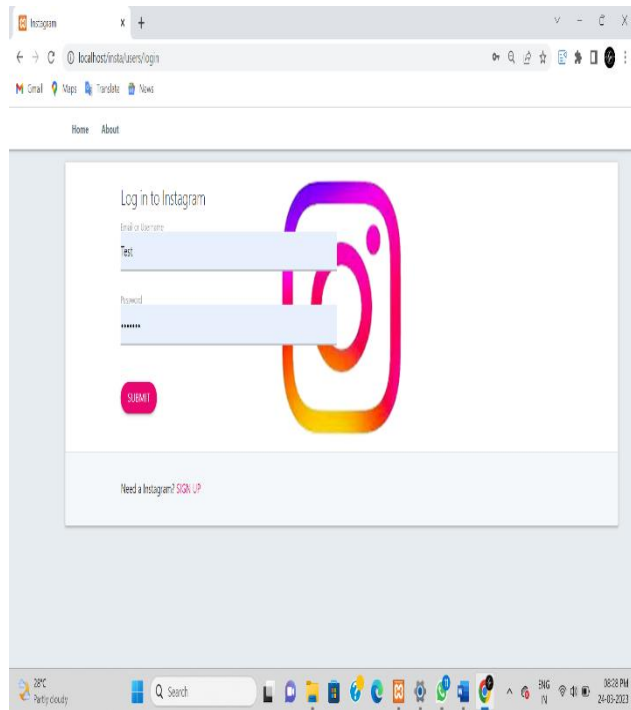 Instagram
localhost/insta/users/login
Gmail Maps Translate News
Home About
Log in to Instagram
Email or Username
Test
Password
•••••••
SUBMIT
Need a Instagram? SIGN UP
28°C
Partly cloudy
Search
ENG
IN
08:28 PM
24-03-2023